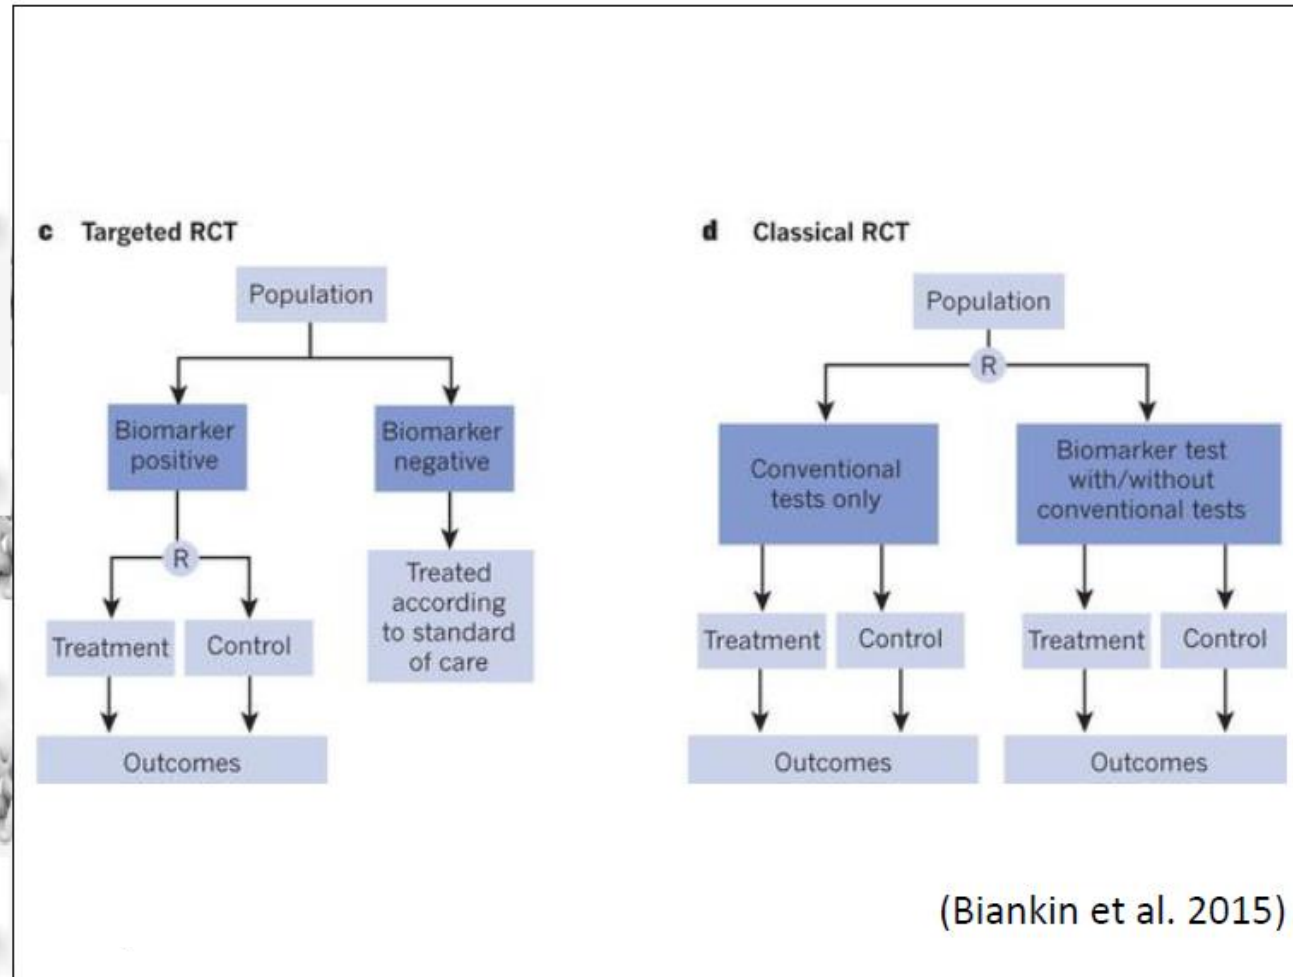 c Targeted RCT
Population
Biomarker
positive
Biomarker
negative
R
Treated
according
to standard
of care
Treatment
Control
Outcomes
d Classical RCT
Population
R
Conventional
tests only
Biomarker test
with/without
conventional tests
Treatment
Control
Treatment
Control
Outcomes
Outcomes
(Biankin et al. 2015)